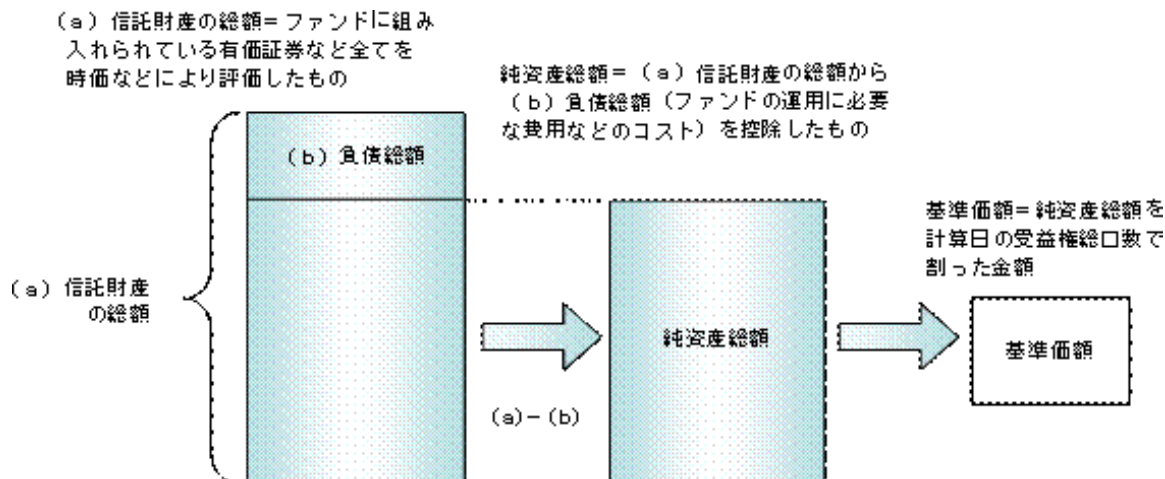 (a)信託財産の総額=ファンドに組み
入れられている有価証券など全てを
時価などにより評価したもの
純資産総額=(a)信託財産の総額から
(b)負債総額(ファンドの運用に必要
な費用などのコスト)を控除したもの
(b)負債総額
基準価額=純資産総額を
計算日の受益権総口数で
割った金額
(a)信託財産
の総額
純資産総額
基準価額
(a)-(b)